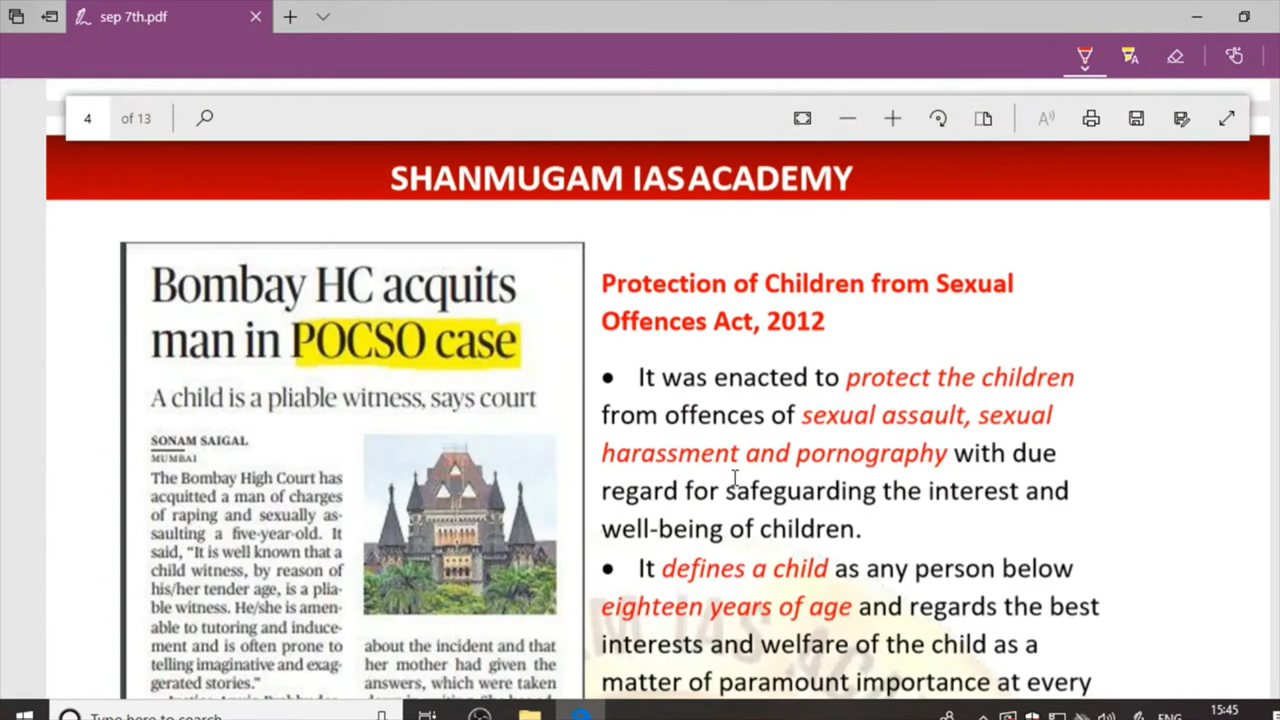 sep 7th.pdf
4 of 13
SHANMUGAM IAS ACADEMY
Bombay HC acquits
man in POCSO case
A child is a pliable witness, says court
SONAM SAIGAL
MUMBAI
The Bombay High Court has
acquitted a man of charges
of raping and sexually as-
saulting a five-year-old. It
said, “It is well known that a
child witness, by reason of
his/her tender age, is a plia-
ble witness. He/she is amen-
able to tutoring and induce-
ment and is often prone to
telling imaginative and exag-
gerated stories.”
about the incident and that
her mother had given the
answers, which were taken
Protection of Children from Sexual
Offences Act, 2012
• It was enacted to protect the children
from offences of sexual assault, sexual
harassment and pornography with due
regard for safeguarding the interest and
well-being of children.
• It defines a child as any person below
eighteen years of age and regards the best
interests and welfare of the child as a
matter of paramount importance at every
Type here to search
ENG
15:45